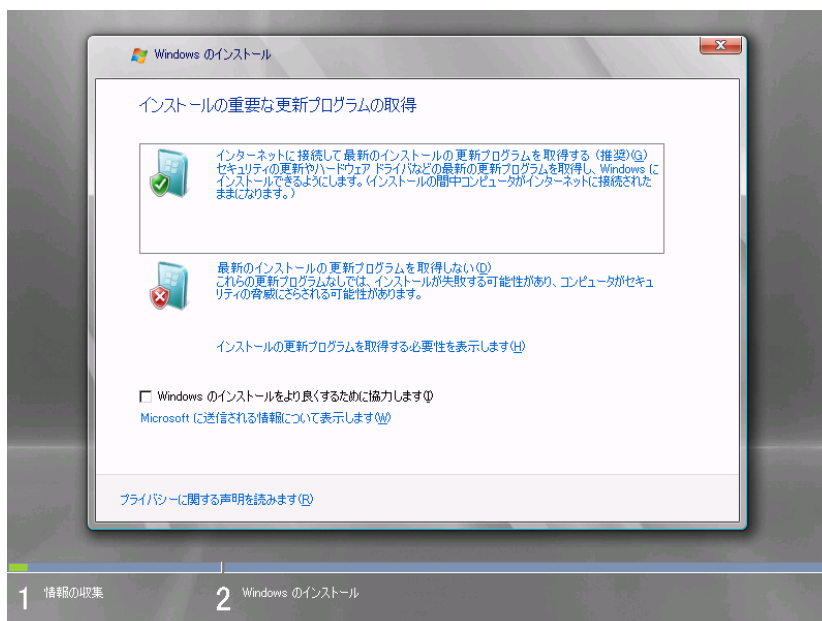 Windows のインストール
インストールの重要な更新プログラムの取得
インターネットに接続して最新のインストールの更新プログラムを取得する (推奨)(G)
セキュリティの更新やハードウェア ドライバなどの最新の更新プログラムを取得し、Windows に
インストールできるようにします。(インストールの間中コンピュータがインターネットに接続された
ままになります。)
最新のインストールの更新プログラムを取得しない(D)
これらの更新プログラムなしでは、インストールが失敗する可能性があり、コンピュータがセキュ
リティの脅威にさらされる可能性があります。
インストールの更新プログラムを取得する必要性を表示します(H)
Windows のインストールをより良くするために協力します(I)
Microsoft に送信される情報について表示します(W)
プライバシーに関する声明を読みます(R)
1 情報の収集
2 Windows のインストール